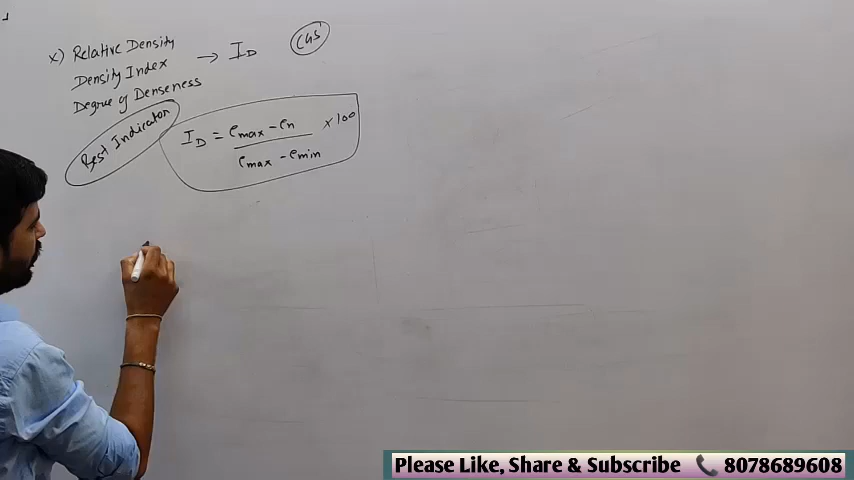 x) Relative Density
Density Index
Degree of Denseness
→ I_D
CGS
Best Indicator
I_D = e_max - e_n / e_max - e_min × 100
Please Like, Share & Subscribe 📞 8078689608